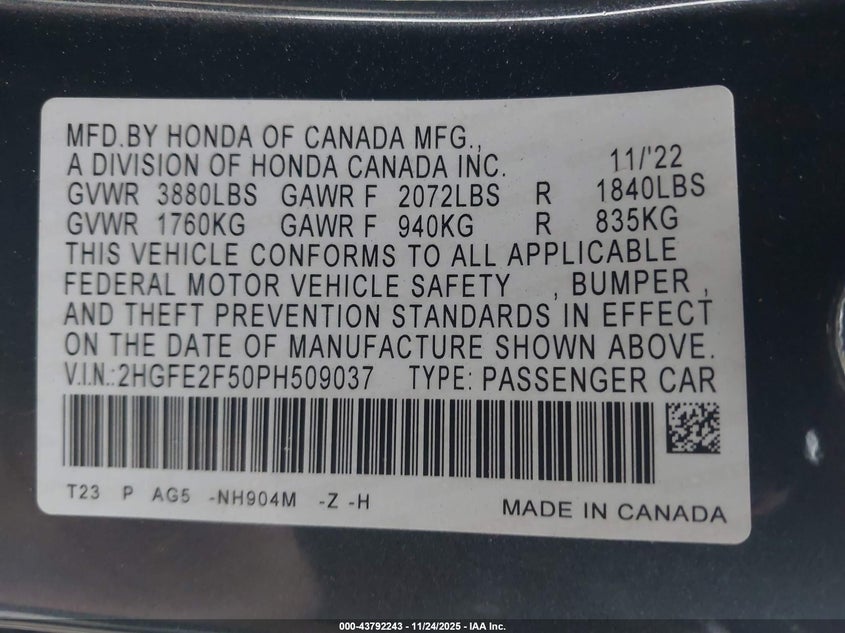 MFD.BY HONDA OF CANADA MFG.,
A DIVISION OF HONDA CANADA INC. 11/'22
GVWR 3880LBS GAWR F 2072LBS R 1840LBS
GVWR 1760KG GAWR F 940KG R 835KG
THIS VEHICLE CONFORMS TO ALL APPLICABLE
FEDERAL MOTOR VEHICLE SAFETY , BUMPER ,
AND THEFT PREVENTION STANDARDS IN EFFECT
ON THE DATE OF MANUFACTURE SHOWN ABOVE.
V.I.N.:2HGFE2F50PH509037 TYPE: PASSENGER CAR
T23 P AG5 -NH904M -Z -H MADE IN CANADA
000-43792243 - 11/24/2025 - IAA Inc.